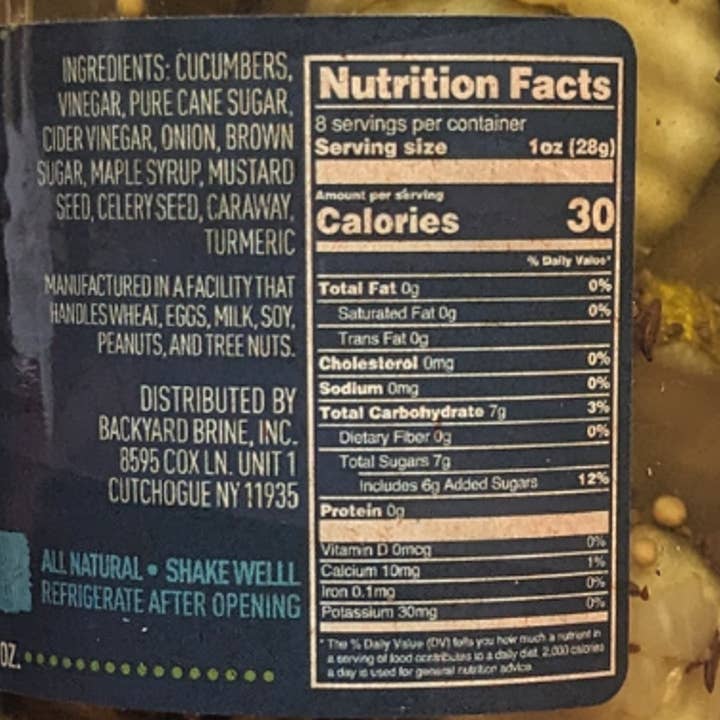 INGREDIENTS: CUCUMBERS,
VINEGAR, PURE CANE SUGAR,
CIDER VINEGAR, ONION, BROWN
SUGAR, MAPLE SYRUP, MUSTARD
SEED, CELERY SEED, CARAWAY,
TURMERIC
MANUFACTURED IN A FACILITY THAT
HANDLES WHEAT, EGGS, MILK, SOY,
PEANUTS, AND TREE NUTS.
DISTRIBUTED BY
BACKYARD BRINE, INC.
8595 COX LN. UNIT 1
CUTCHOGUE NY 11935
ALL NATURAL • SHAKE WELLL
REFRIGERATE AFTER OPENING
OZ.
Nutrition Facts
8 servings per container
Serving size 1oz (28g)
Amount per serving
Calories 30
% Daily Value*
Total Fat 0g 0%
Saturated Fat 0g 0%
Trans Fat 0g
Cholesterol 0mg 0%
Sodium 0mg 0%
Total Carbohydrate 7g 3%
Dietary Fiber 0g 0%
Total Sugars 7g
Includes 6g Added Sugars 12%
Protein 0g
Vitamin D 0mcg 0%
Calcium 10mg 1%
Iron 0.1mg 0%
Potassium 30mg 0%
* The % Daily Value (DV) tells you how much a nutrient in
a serving of food contributes to a daily diet. 2,000 calories
a day is used for general nutrition advice.